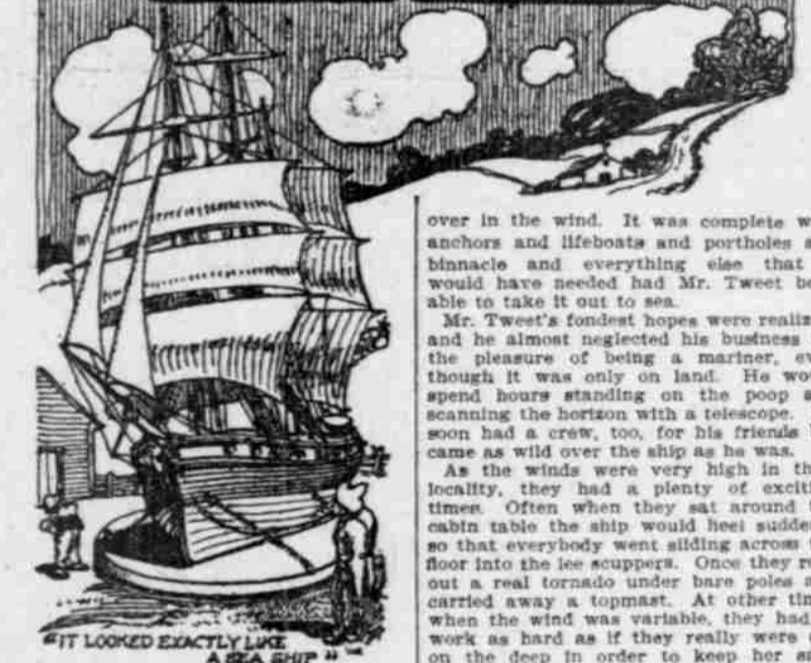 over in the wind. It was complete
anchors and lifeboats and portholes
binnacle and everything else that
would have needed had Mr. Tweet
able to take it out to sea.
Mr. Tweet's fondest hopes were
and he almost neglected his business
the pleasure of being a mariner,
though it was only on land. He
spend hours standing on the poop
scanning the horizon with a telescope.
soon had a crew, too, for his friends
came as wild over the ship as he was.
As the winds were very high in
locality, they had a plenty of
times. Often when they sat around
cabin table the ship would heel
so that everybody went sliding across
floor into the lee scuppers. Once they
out a real tornado under bare poles
carried away a topmast. At other
when the wind was variable, they had
work as hard as if they really were
on the deep in order to keep her
"IT LOOKED EXACTLY LIKE
A SEA SHIP"